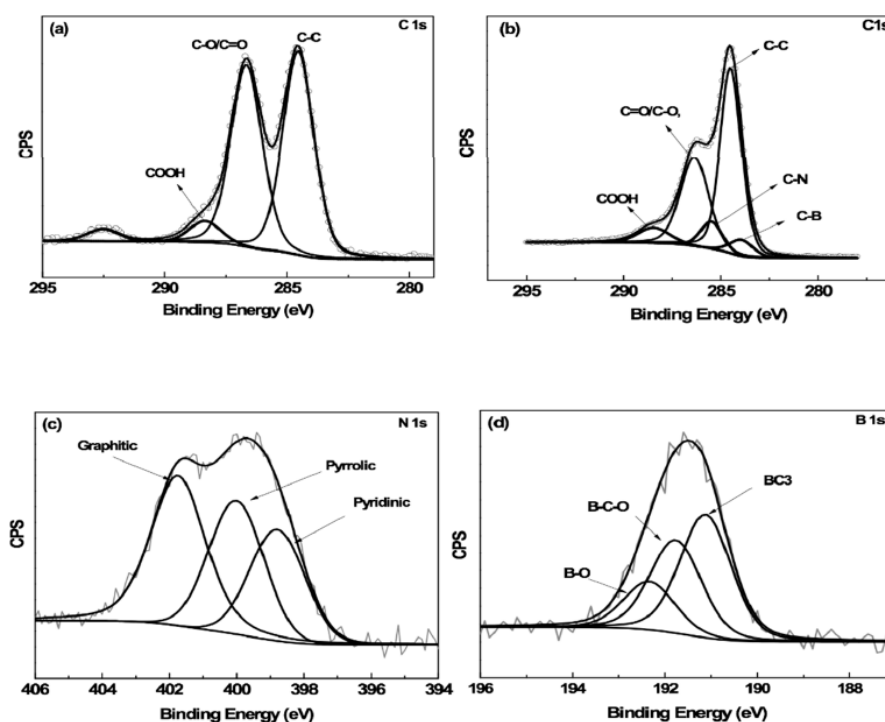 (a)
C 1s
C-O/C=O
C-C
COOH
CPS
295
290
285
280
Binding Energy (eV)
(b)
C1s
C-C
C=O/C-O,
C-N
COOH
C-B
CPS
295
290
285
280
Binding Energy (eV)
(c)
N 1s
Graphitic
Pyrrolic
Pyridinic
CPS
406
404
402
400
398
396
394
Binding Energy (eV)
(d)
B 1s
BC3
B-C-O
B-O
CPS
196
194
192
190
188
Binding Energy (eV)